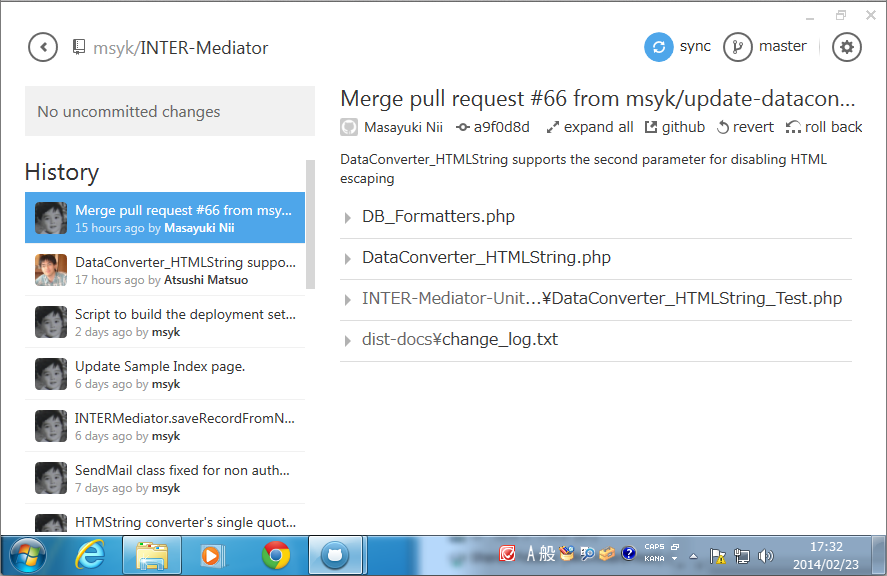 msyk/INTER-Mediator
sync
master
No uncommitted changes
History
Merge pull request #66 from msy...
15 hours ago by Masayuki Nii
DataConverter_HTMLString suppo...
17 hours ago by Atsushi Matsuo
Script to build the deployment set...
2 days ago by msyk
Update Sample Index page.
6 days ago by msyk
INTERMediator.saveRecordFromN...
6 days ago by msyk
SendMail class fixed for non auth...
7 days ago by msyk
HTMString converter's single quot...
Merge pull request #66 from msyk/update-datacon...
Masayuki Nii a9f0d8d expand all github revert roll back
DataConverter_HTMLString supports the second parameter for disabling HTML
escaping
DB_Formatters.php
DataConverter_HTMLString.php
INTER-Mediator-Unit...¥DataConverter_HTMLString_Test.php
dist-docs¥change_log.txt
A 般
CAPS
KANA
17:32
2014/02/23